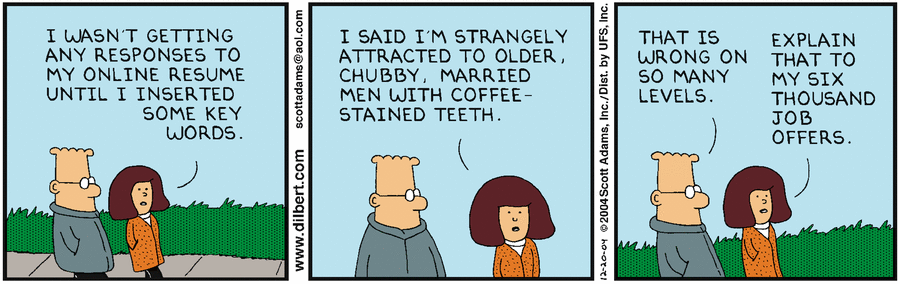 I WASN'T GETTING
ANY RESPONSES TO
MY ONLINE RESUME
UNTIL I INSERTED
SOME KEY
WORDS.
www.dilbert.com
scottadams@aol.com
I SAID I'M STRANGELY
ATTRACTED TO OLDER,
CHUBBY, MARRIED
MEN WITH COFFEE-
STAINED TEETH.
12-20-04 ©2004 Scott Adams, Inc./Dist. by UFS, Inc.
THAT IS
WRONG ON
SO MANY
LEVELS.
EXPLAIN
THAT TO
MY SIX
THOUSAND
JOB
OFFERS.